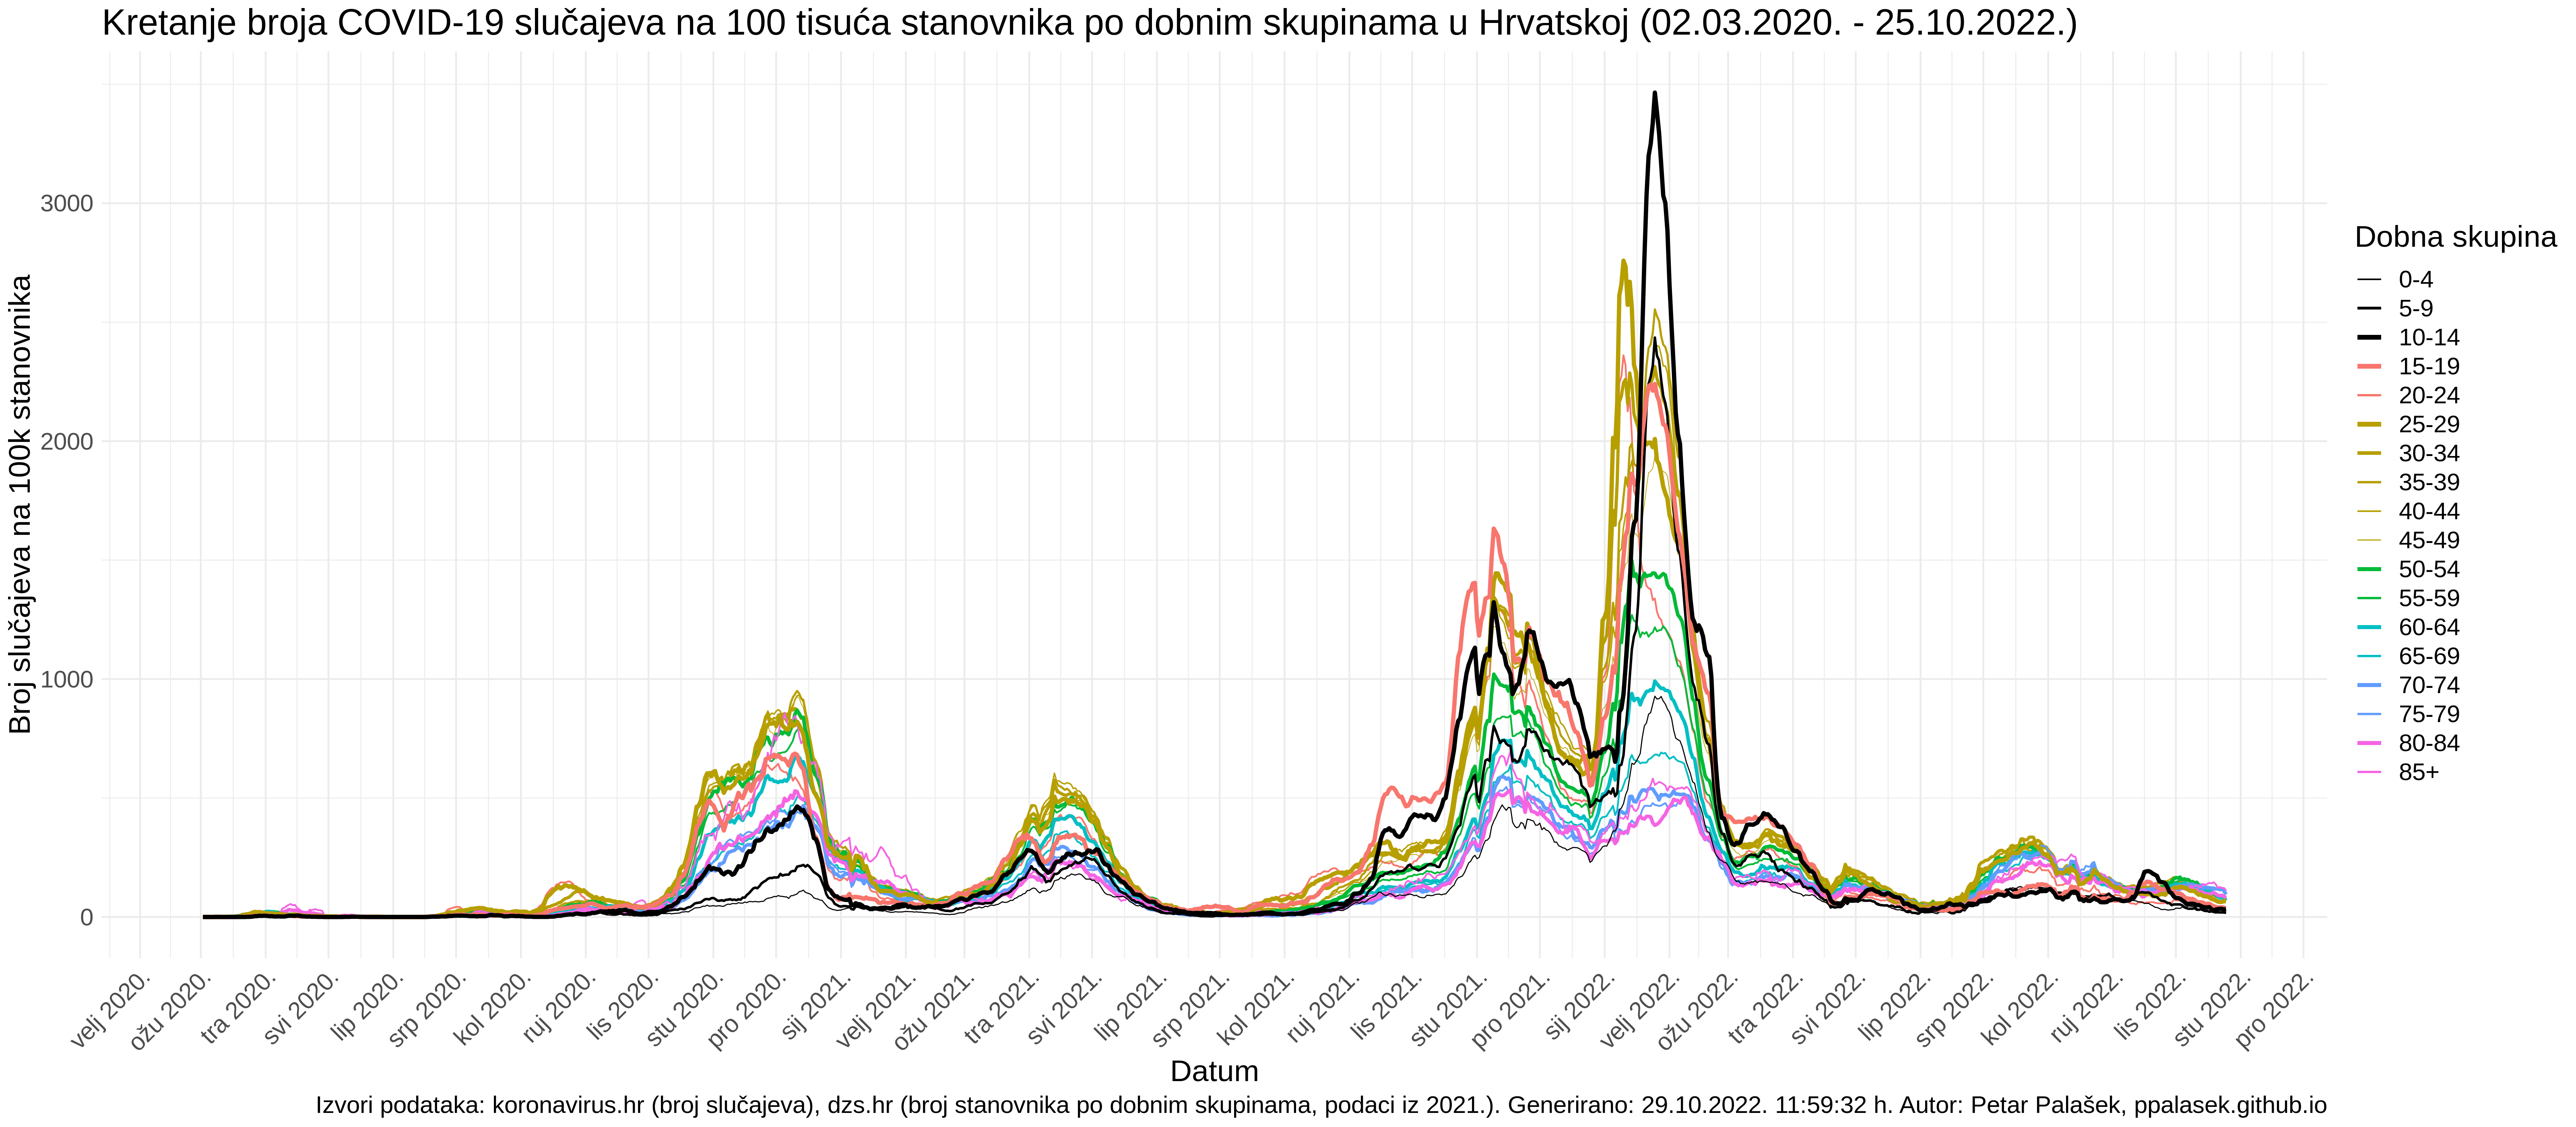 Kretanje broja COVID-19 slučajeva na 100 tisuća stanovnika po dobnim skupinama u Hrvatskoj (02.03.2020. - 25.10.2022.)
Broj slučajeva na 100k stanovnika
3000
2000
1000
0
velj 2020.
ožu 2020.
tra 2020.
svi 2020.
lip 2020.
srp 2020.
kol 2020.
ruj 2020.
lis 2020.
stu 2020.
pro 2020.
sij 2021.
velj 2021.
ožu 2021.
tra 2021.
svi 2021.
lip 2021.
srp 2021.
kol 2021.
ruj 2021.
lis 2021.
stu 2021.
pro 2021.
sij 2022.
velj 2022.
ožu 2022.
tra 2022.
svi 2022.
lip 2022.
srp 2022.
kol 2022.
ruj 2022.
lis 2022.
stu 2022.
pro 2022.
Datum
Dobna skupina
0-4
5-9
10-14
15-19
20-24
25-29
30-34
35-39
40-44
45-49
50-54
55-59
60-64
65-69
70-74
75-79
80-84
85+
Izvori podataka: koronavirus.hr (broj slučajeva), dzs.hr (broj stanovnika po dobnim skupinama, podaci iz 2021.). Generirano: 29.10.2022. 11:59:32 h. Autor: Petar Palašek, ppalasek.github.io